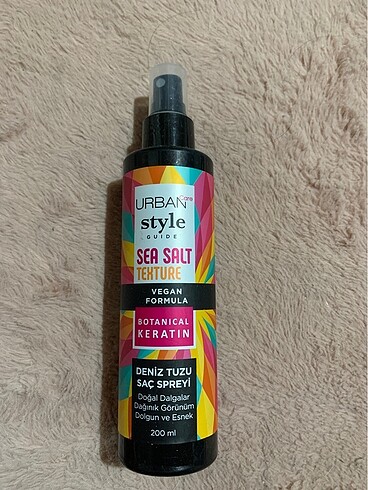 URBAN Care
style
GUIDE
SEA SALT
TEXTURE
VEGAN
FORMULA
BOTANICAL
KERATIN
DENİZ TUZU
SAÇ SPREYİ
Doğal Dalgalar
Dağınık Görünüm
Dolgun ve Esnek
200 ml